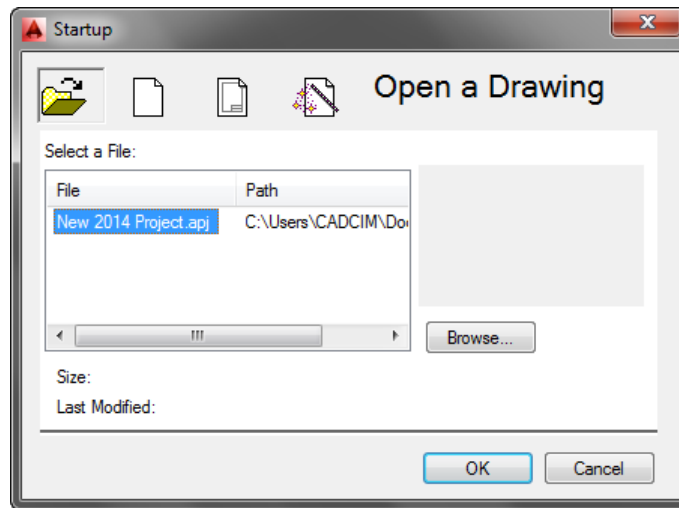 Startup
Open a Drawing
Select a File:
File Path
New 2014 Project.apj C:\Users\CADCIM\Do
Browse...
Size:
Last Modified:
OK Cancel